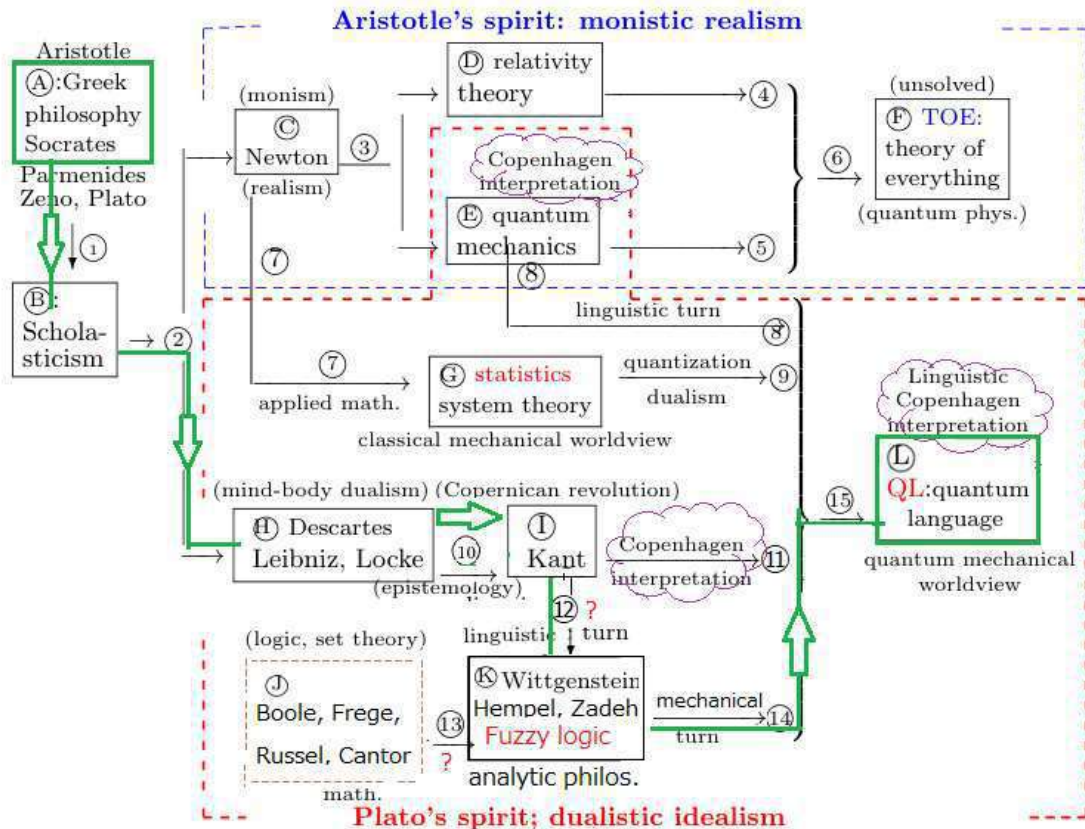 Aristotle's spirit: monistic realism
Aristotle
Ⓐ:Greek
philosophy
Socrates
Parmenides
Zeno, Plato
①
Ⓑ:
Schola-
sticism
②
(monism)
Ⓒ
Newton
(realism)
③
Ⓓ relativity
theory
④
Copenhagen
interpretation
Ⓔ quantum
mechanics
⑤
⑥
(unsolved)
Ⓕ TOE:
theory of
everything
(quantum phys.)
⑦
⑧
linguistic turn
⑧
⑦
applied math.
Ⓖ statistics
system theory
classical mechanical worldview
quantization
⑨
dualism
Linguistic
Copenhagen
interpretation
Ⓛ
QL:quantum
language
quantum mechanical
worldview
⑮
(mind-body dualism)
(Copernican revolution)
Ⓗ Descartes
Leibniz, Locke
⑩
(epistemology)
Ⓘ
Kant
Copenhagen
interpretation
⑪
⑫ ?
linguistic turn
(logic, set theory)
Ⓙ
Boole, Frege,
Russel, Cantor
math.
⑬
?
Ⓚ Wittgenstein
Hempel, Zadeh
Fuzzy logic
analytic philos.
mechanical
⑭
turn
Plato's spirit; dualistic idealism